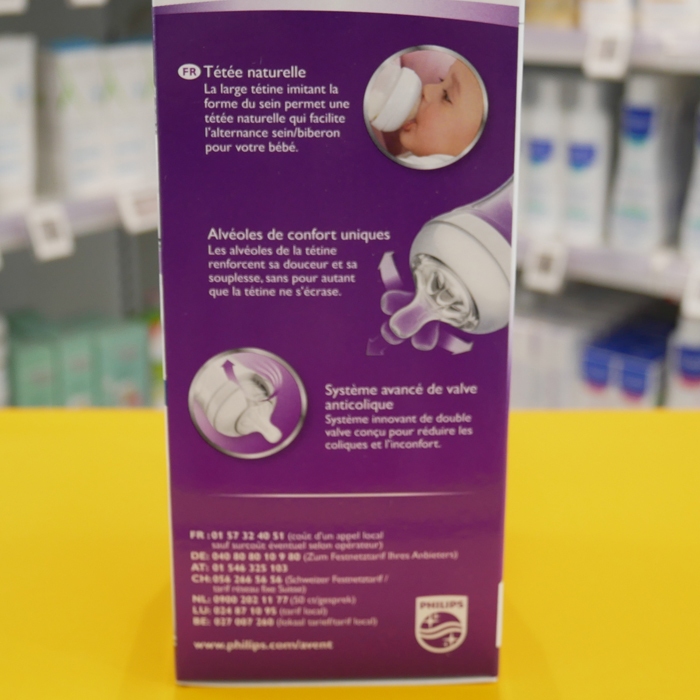 FR Tétée naturelle
La large tétine imitant la
forme du sein permet une
tétée naturelle qui facilite
l'alternance sein/biberon
pour votre bébé.
Alvéoles de confort uniques
Les alvéoles de la tétine
renforcent sa douceur et sa
souplesse, sans pour autant
que la tétine ne s'écrase.
Système avancé de valve
anticolique
Système innovant de double
valve conçu pour réduire les
coliques et l'inconfort.
FR : 01 57 32 40 51 (coût d'un appel local
sauf surcoût éventuel selon opérateur)
DE: 040 80 80 10 9 80 (Zum Festnetztarif Ihres Anbieters)
AT: 01 546 325 103
CH: 056 266 56 56 (Schweizer Festnetztarif /
tarif réseau fixe Suisse)
NL: 0900 202 11 77 (50 ct/gesprek)
LU: 024 87 10 95 (tarif local)
BE: 027 007 260 (lokaal tarief/tarif local)
www.philips.com/avent
PHILIPS